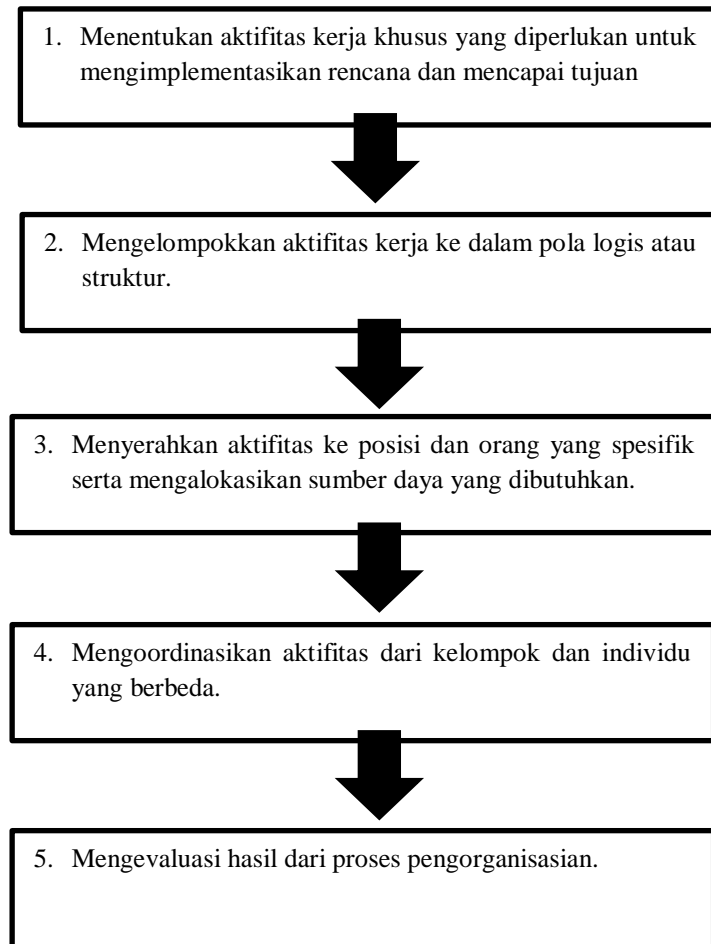 1. Menentukan aktifitas kerja khusus yang diperlukan untuk
mengimplementasikan rencana dan mencapai tujuan
2. Mengelompokkan aktifitas kerja ke dalam pola logis atau
struktur.
3. Menyerahkan aktifitas ke posisi dan orang yang spesifik
serta mengalokasikan sumber daya yang dibutuhkan.
4. Mengoordinasikan aktifitas dari kelompok dan individu
yang berbeda.
5. Mengevaluasi hasil dari proses pengorganisasian.